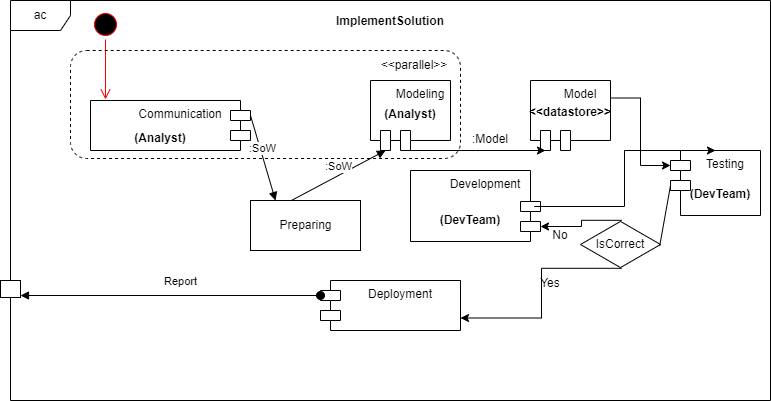 ac
ImplementSolution
<<parallel>>
Communication
(Analyst)
Modeling
(Analyst)
Model
<<datastore>>
:SoW
:SoW
:Model
Preparing
Development
(DevTeam)
Testing
(DevTeam)
No
IsCorrect
Yes
Report
Deployment